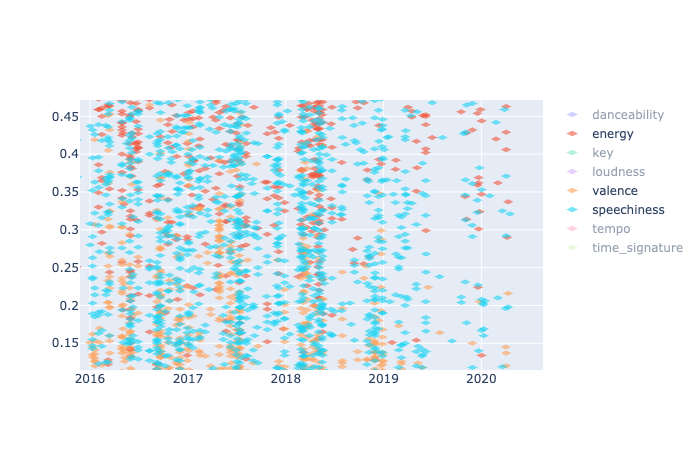 0.45
0.4
0.35
0.3
0.25
0.2
0.15
2016 2017 2018 2019 2020
danceability
energy
key
loudness
valence
speechiness
tempo
time_signature